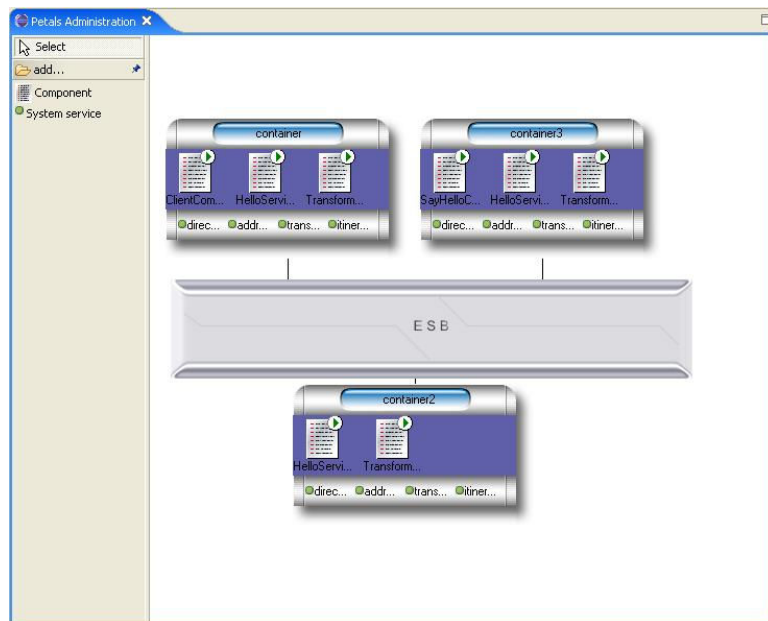 Petals Administration
Select
add...
Component
System service
container
ClientCom... HelloServi... Transform...
direc... addr... trans... itiner...
container3
SayHelloC... HelloServi... Transform...
direc... addr... trans... itiner...
E S B
container2
HelloServi... Transform...
direc... addr... trans... itiner...